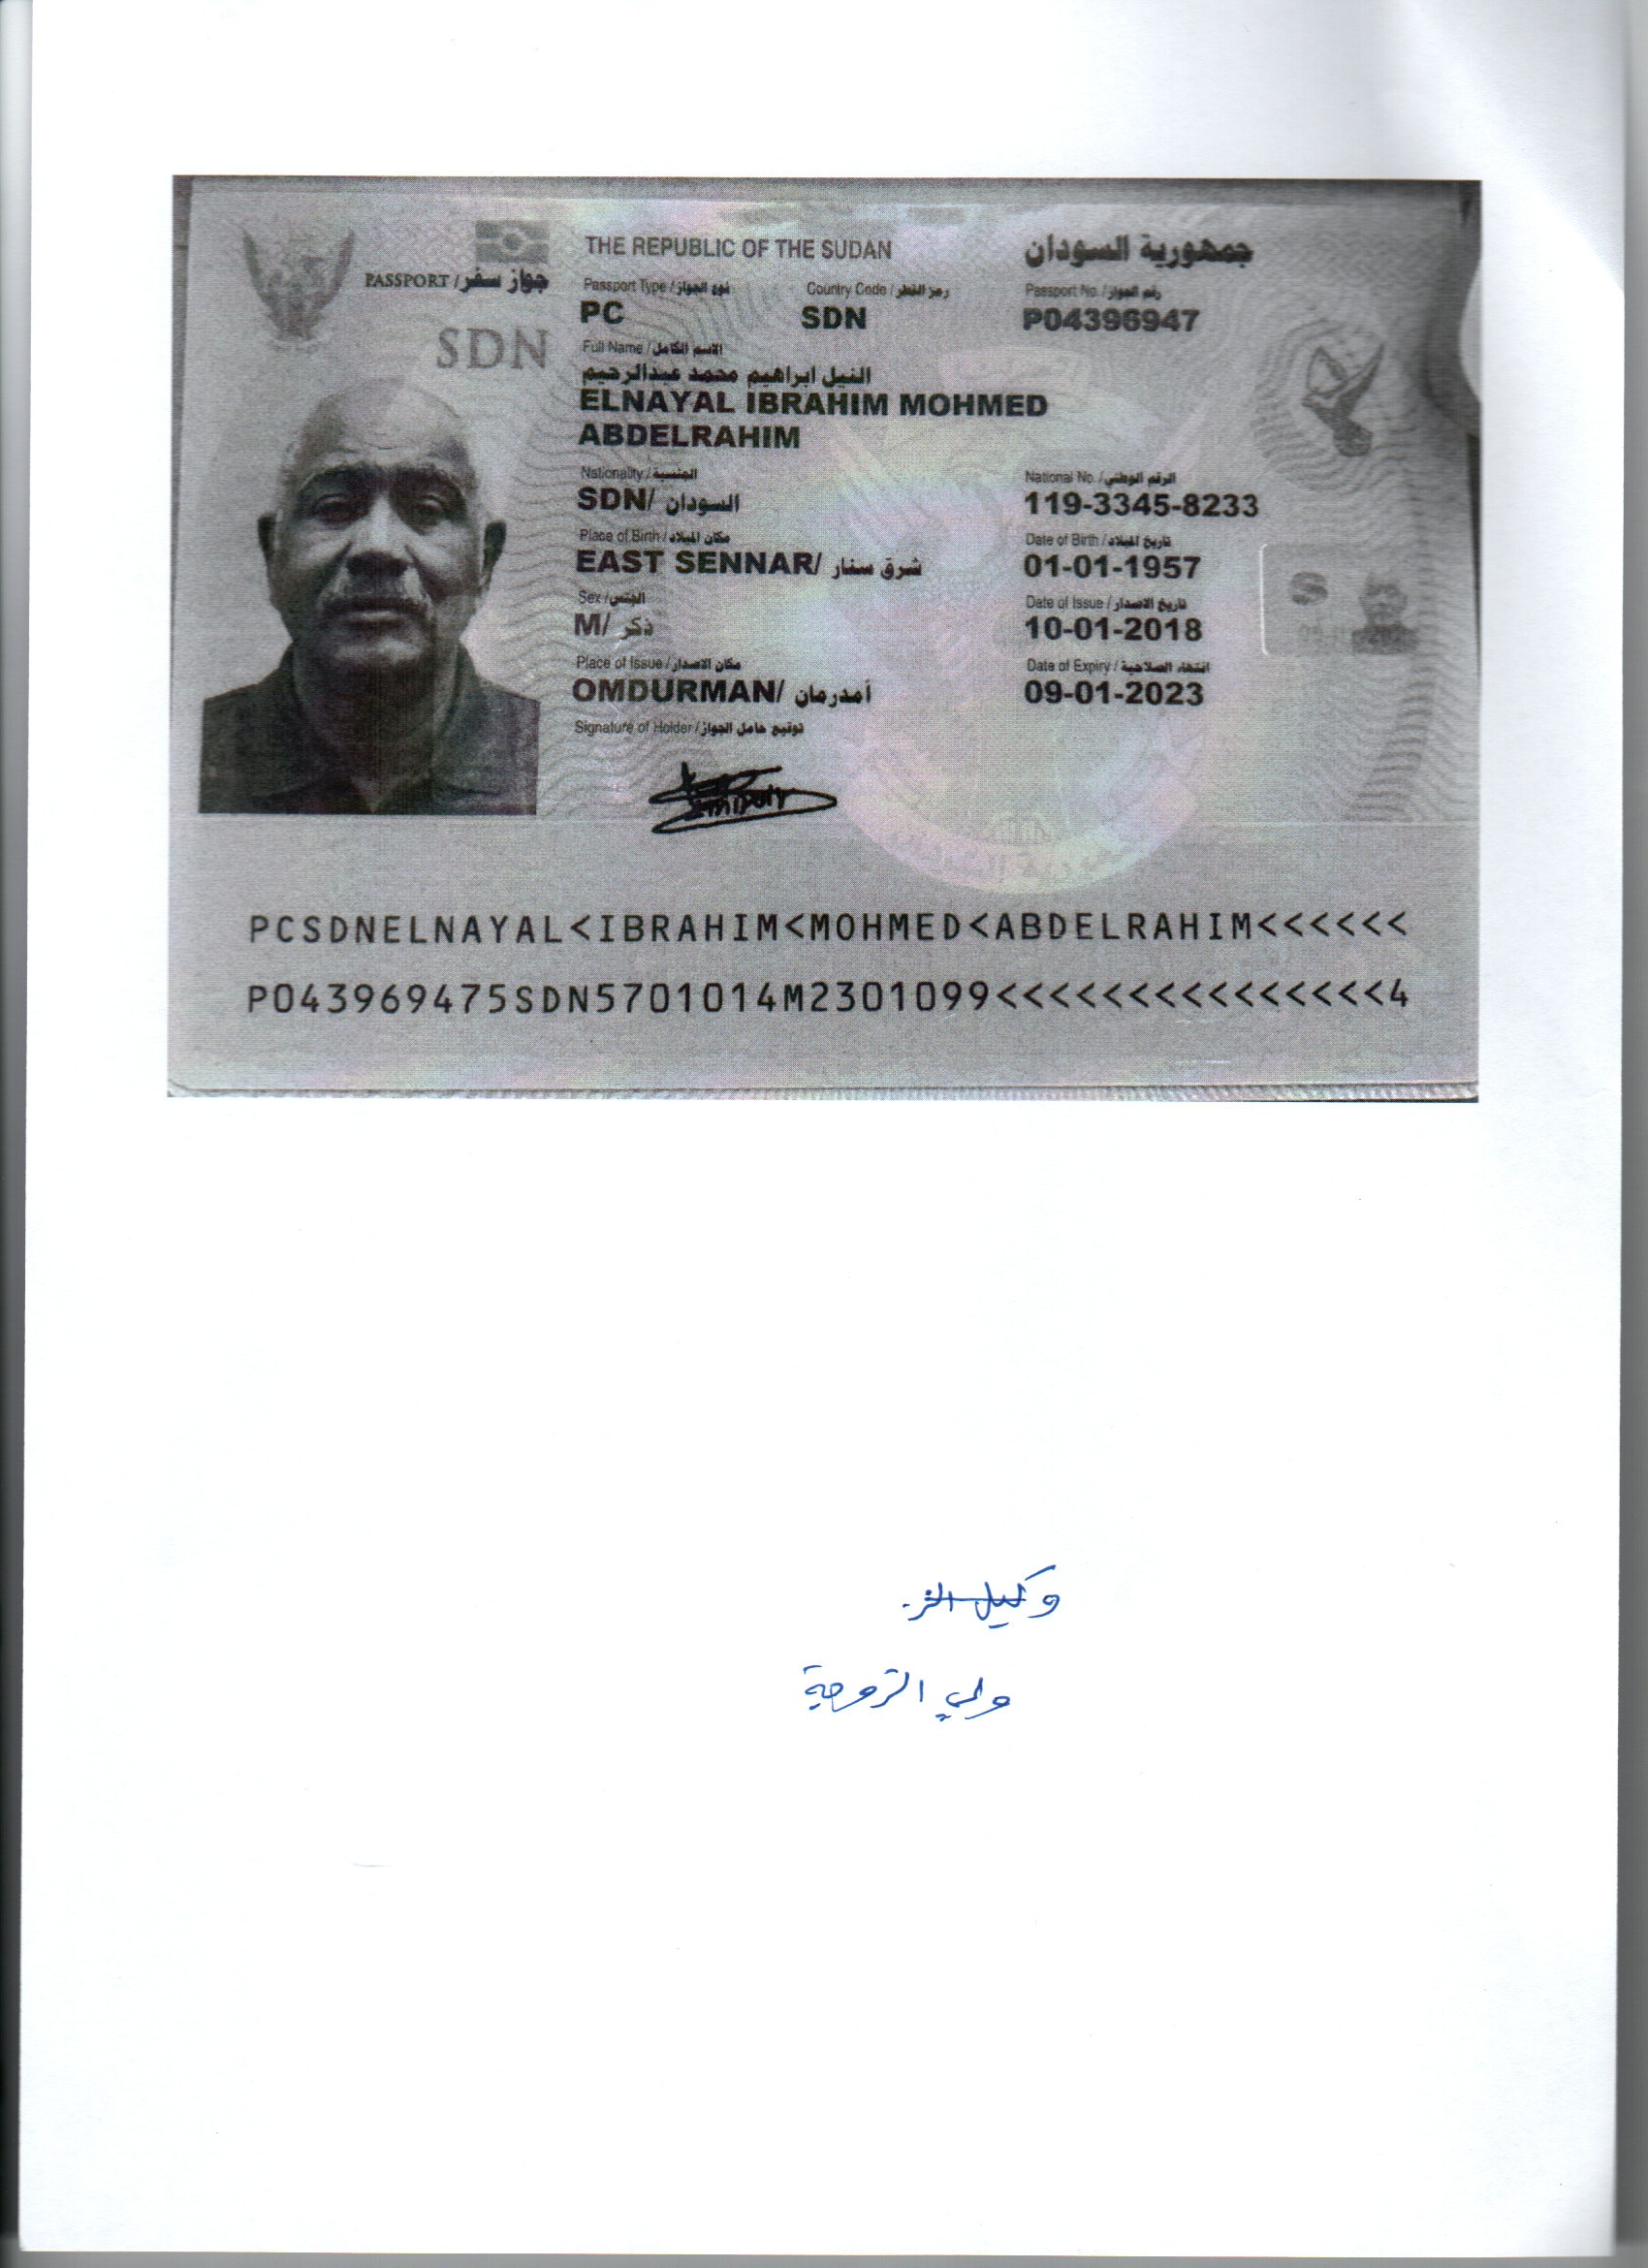 THE REPUBLIC OF THE SUDAN جمهورية السودان
PASSPORT / جواز سفر
Passport Type / نوع الجواز Country Code / رمز القطر Passport No. / رقم الجواز
PC SDN P04396947
SDN
Full Name / الاسم الكامل
النيل ابراهيم محمد عبدالرحيم
ELNAYAL IBRAHIM MOHMED
ABDELRAHIM
Nationality / الجنسية National No. / الرقم الوطني
SDN/ السودان 119-3345-8233
Place of Birth / مكان الميلاد Date of Birth / تاريخ الميلاد
EAST SENNAR/ شرق سنار 01-01-1957
Sex / الجنس Date of Issue / تاريخ الاصدار
M/ ذكر 10-01-2018
Place of Issue / مكان الاصدار Date of Expiry / انتهاء الصلاحية
OMDURMAN/ أمدرمان 09-01-2023
Signature of Holder / توقيع حامل الجواز
PCSDNELNAYAL<IBRAHIM<MOHMED<ABDELRAHIM<<<<<<
P043969475SDN5701014M2301099<<<<<<<<<<<<<<<4
وكيل الز
ولي الزوجة